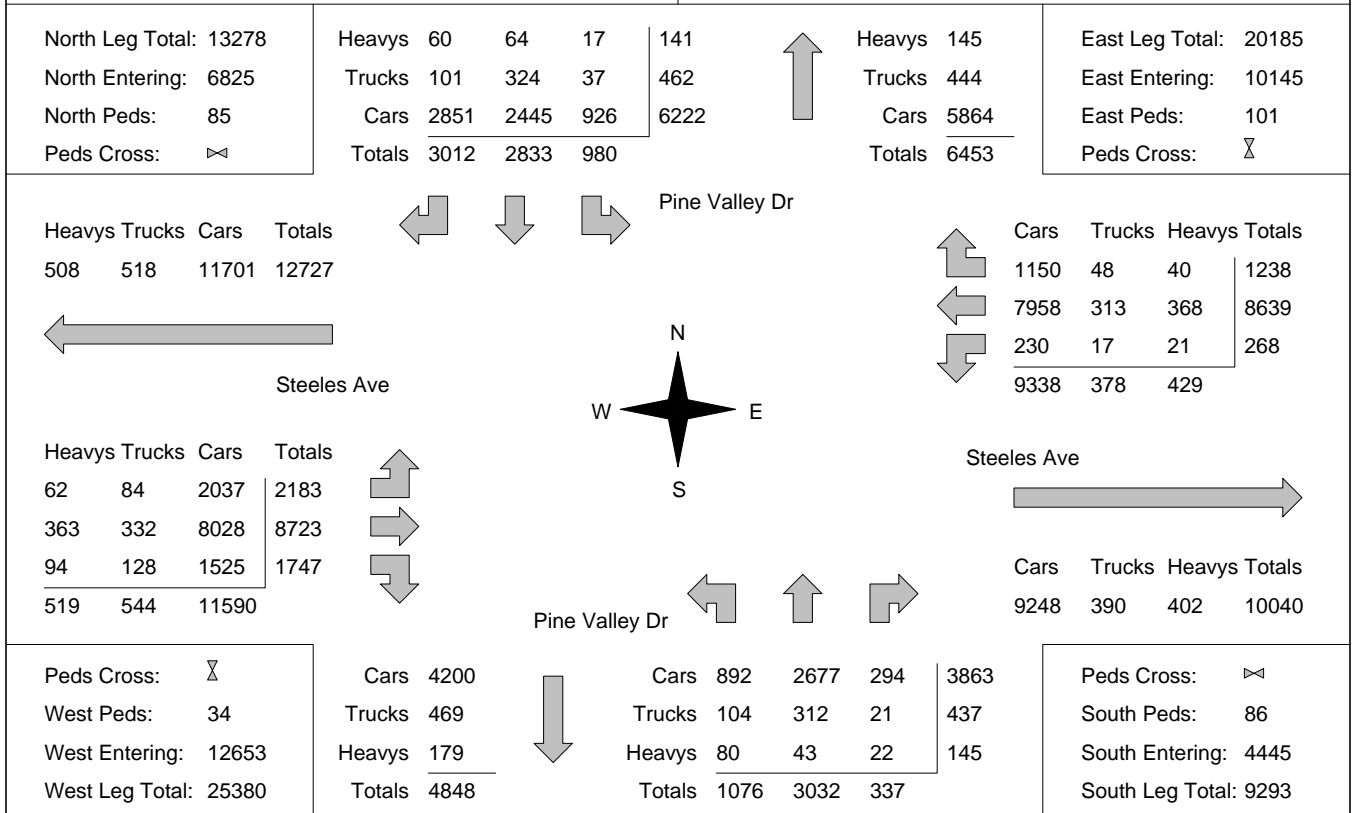 North Leg Total: 13278
North Entering: 6825
North Peds: 85
Peds Cross:
Heavys 60 64 17 141
Trucks 101 324 37 462
Cars 2851 2445 926 6222
Totals 3012 2833 980
Heavys 145
Trucks 444
Cars 5864
Totals 6453
East Leg Total: 20185
East Entering: 10145
East Peds: 101
Peds Cross:
Pine Valley Dr
Heavys Trucks Cars Totals
508 518 11701 12727
Cars Trucks Heavys Totals
1150 48 40 1238
7958 313 368 8639
230 17 21 268
9338 378 429
Steeles Ave
N
W E
S
Heavys Trucks Cars Totals
62 84 2037 2183
363 332 8028 8723
94 128 1525 1747
519 544 11590
Steeles Ave
Cars Trucks Heavys Totals
9248 390 402 10040
Pine Valley Dr
Peds Cross:
West Peds: 34
West Entering: 12653
West Leg Total: 25380
Cars 4200
Trucks 469
Heavys 179
Totals 4848
Cars 892 2677 294 3863
Trucks 104 312 21 437
Heavys 80 43 22 145
Totals 1076 3032 337
Peds Cross:
South Peds: 86
South Entering: 4445
South Leg Total: 9293